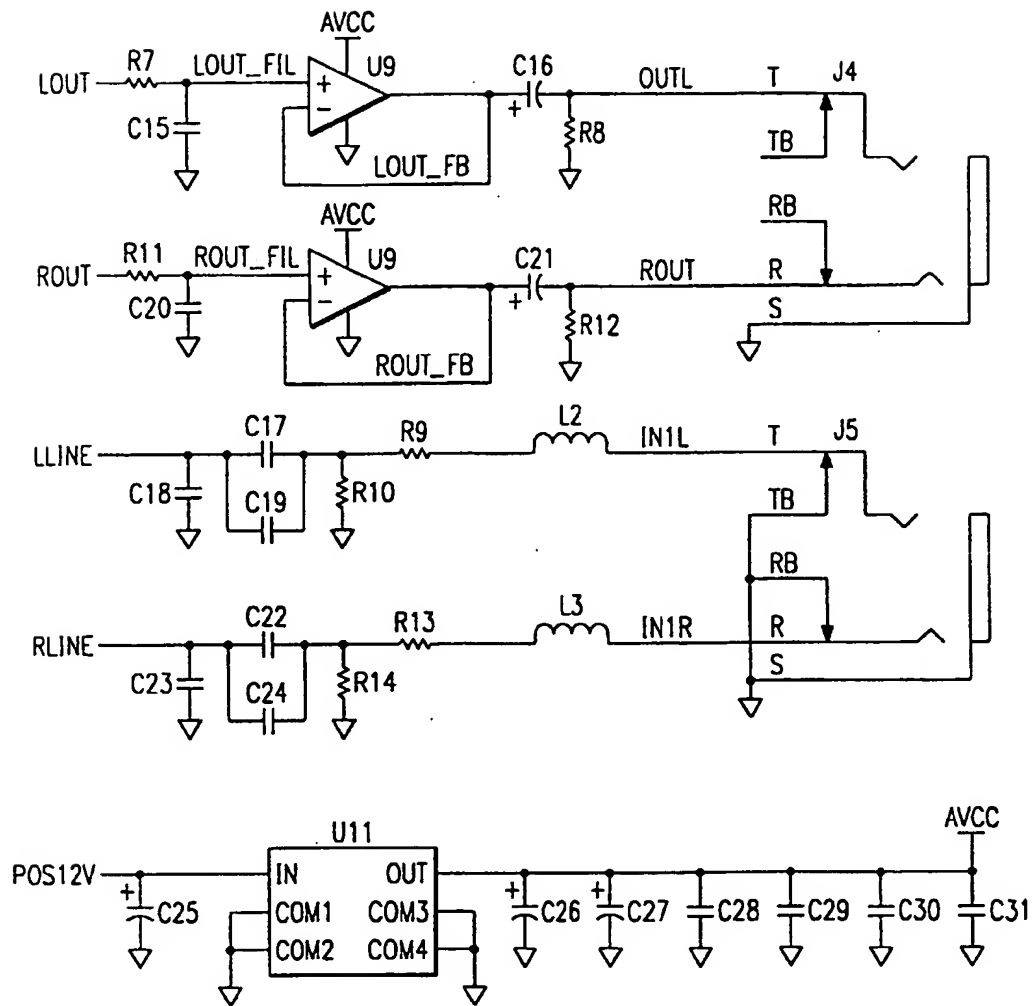 AVCC
R7
LOUT_FIL
U9
C16
LOUT
+
OUTL
T
J4
−
+
C15
R8
TB
LOUT_FB
AVCC
RB
R11
ROUT_FIL
U9
C21
ROUT
+
ROUT
R
−
+
C20
R12
S
ROUT_FB
C17
R9
L2
IN1L
T
J5
LLINE
C18
C19
R10
TB
C22
R13
L3
RB
RLINE
IN1R
R
C23
C24
R14
S
U11
AVCC
POS12V
IN
OUT
+
+
+
C25
COM1
COM3
C26
C27
C28
C29
C30
C31
COM2
COM4